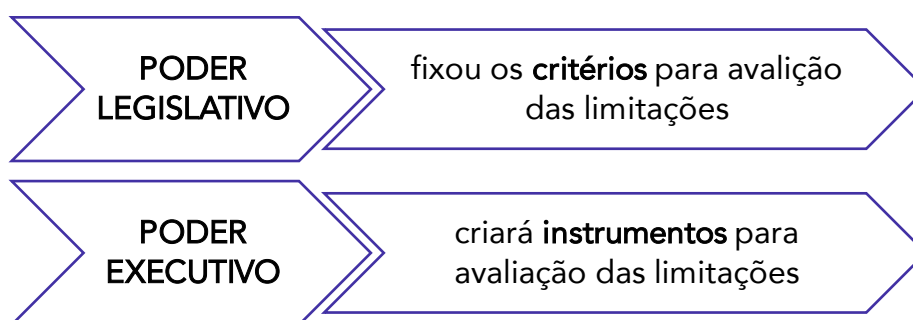 PODER
LEGISLATIVO
fixou os critérios para avalição
das limitações
PODER
EXECUTIVO
criará instrumentos para
avaliação das limitações